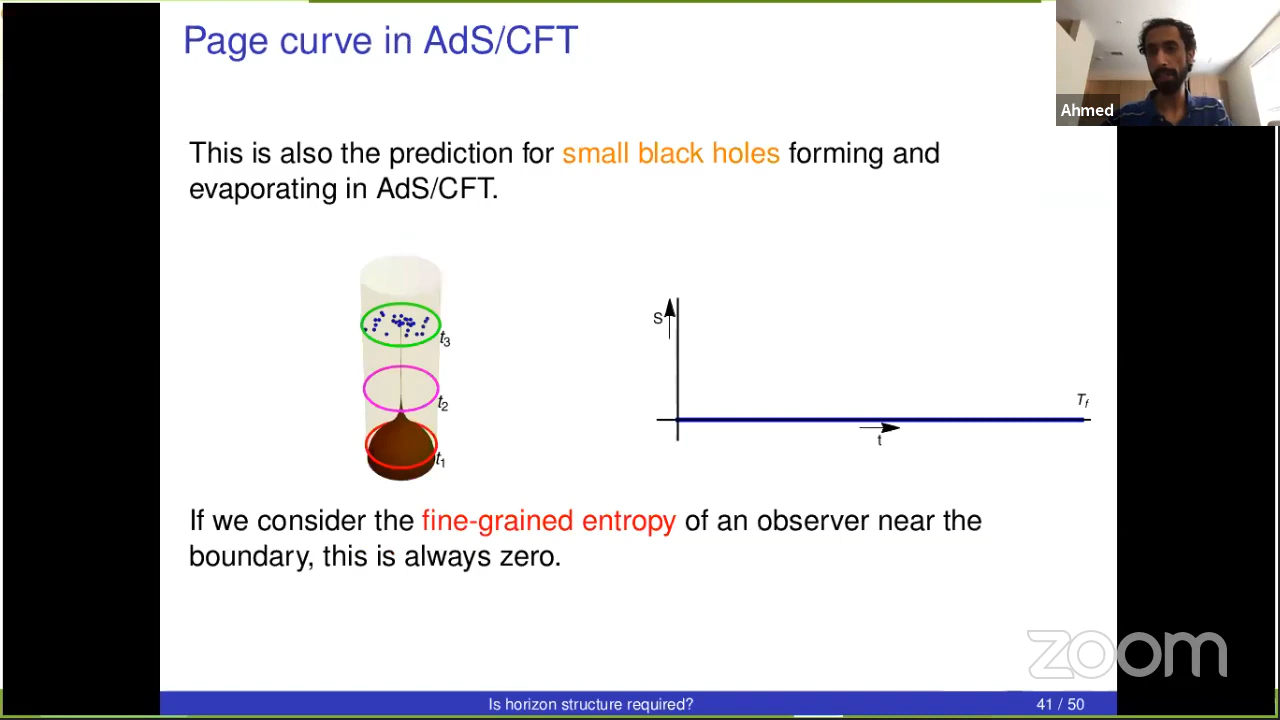 Page curve in AdS/CFT
Ahmed
This is also the prediction for small black holes forming and
evaporating in AdS/CFT.
t3
t2
t1
S
t
Tf
If we consider the fine-grained entropy of an observer near the
boundary, this is always zero.
zoom
Is horizon structure required?
41 / 50